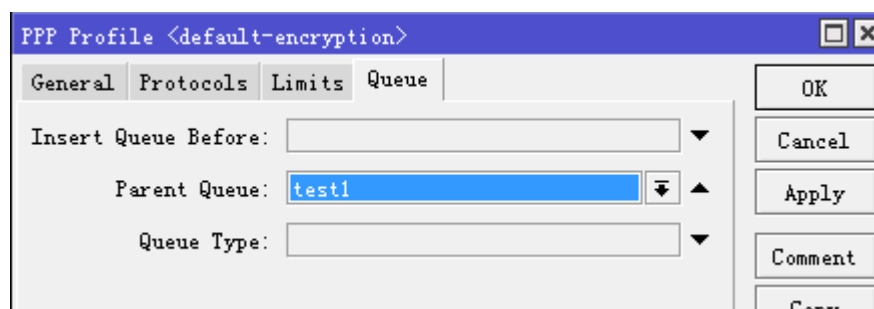 PPP Profile <default-encryption>
General Protocols Limits Queue
OK
Insert Queue Before:
Cancel
Parent Queue: test1
Apply
Queue Type:
Comment